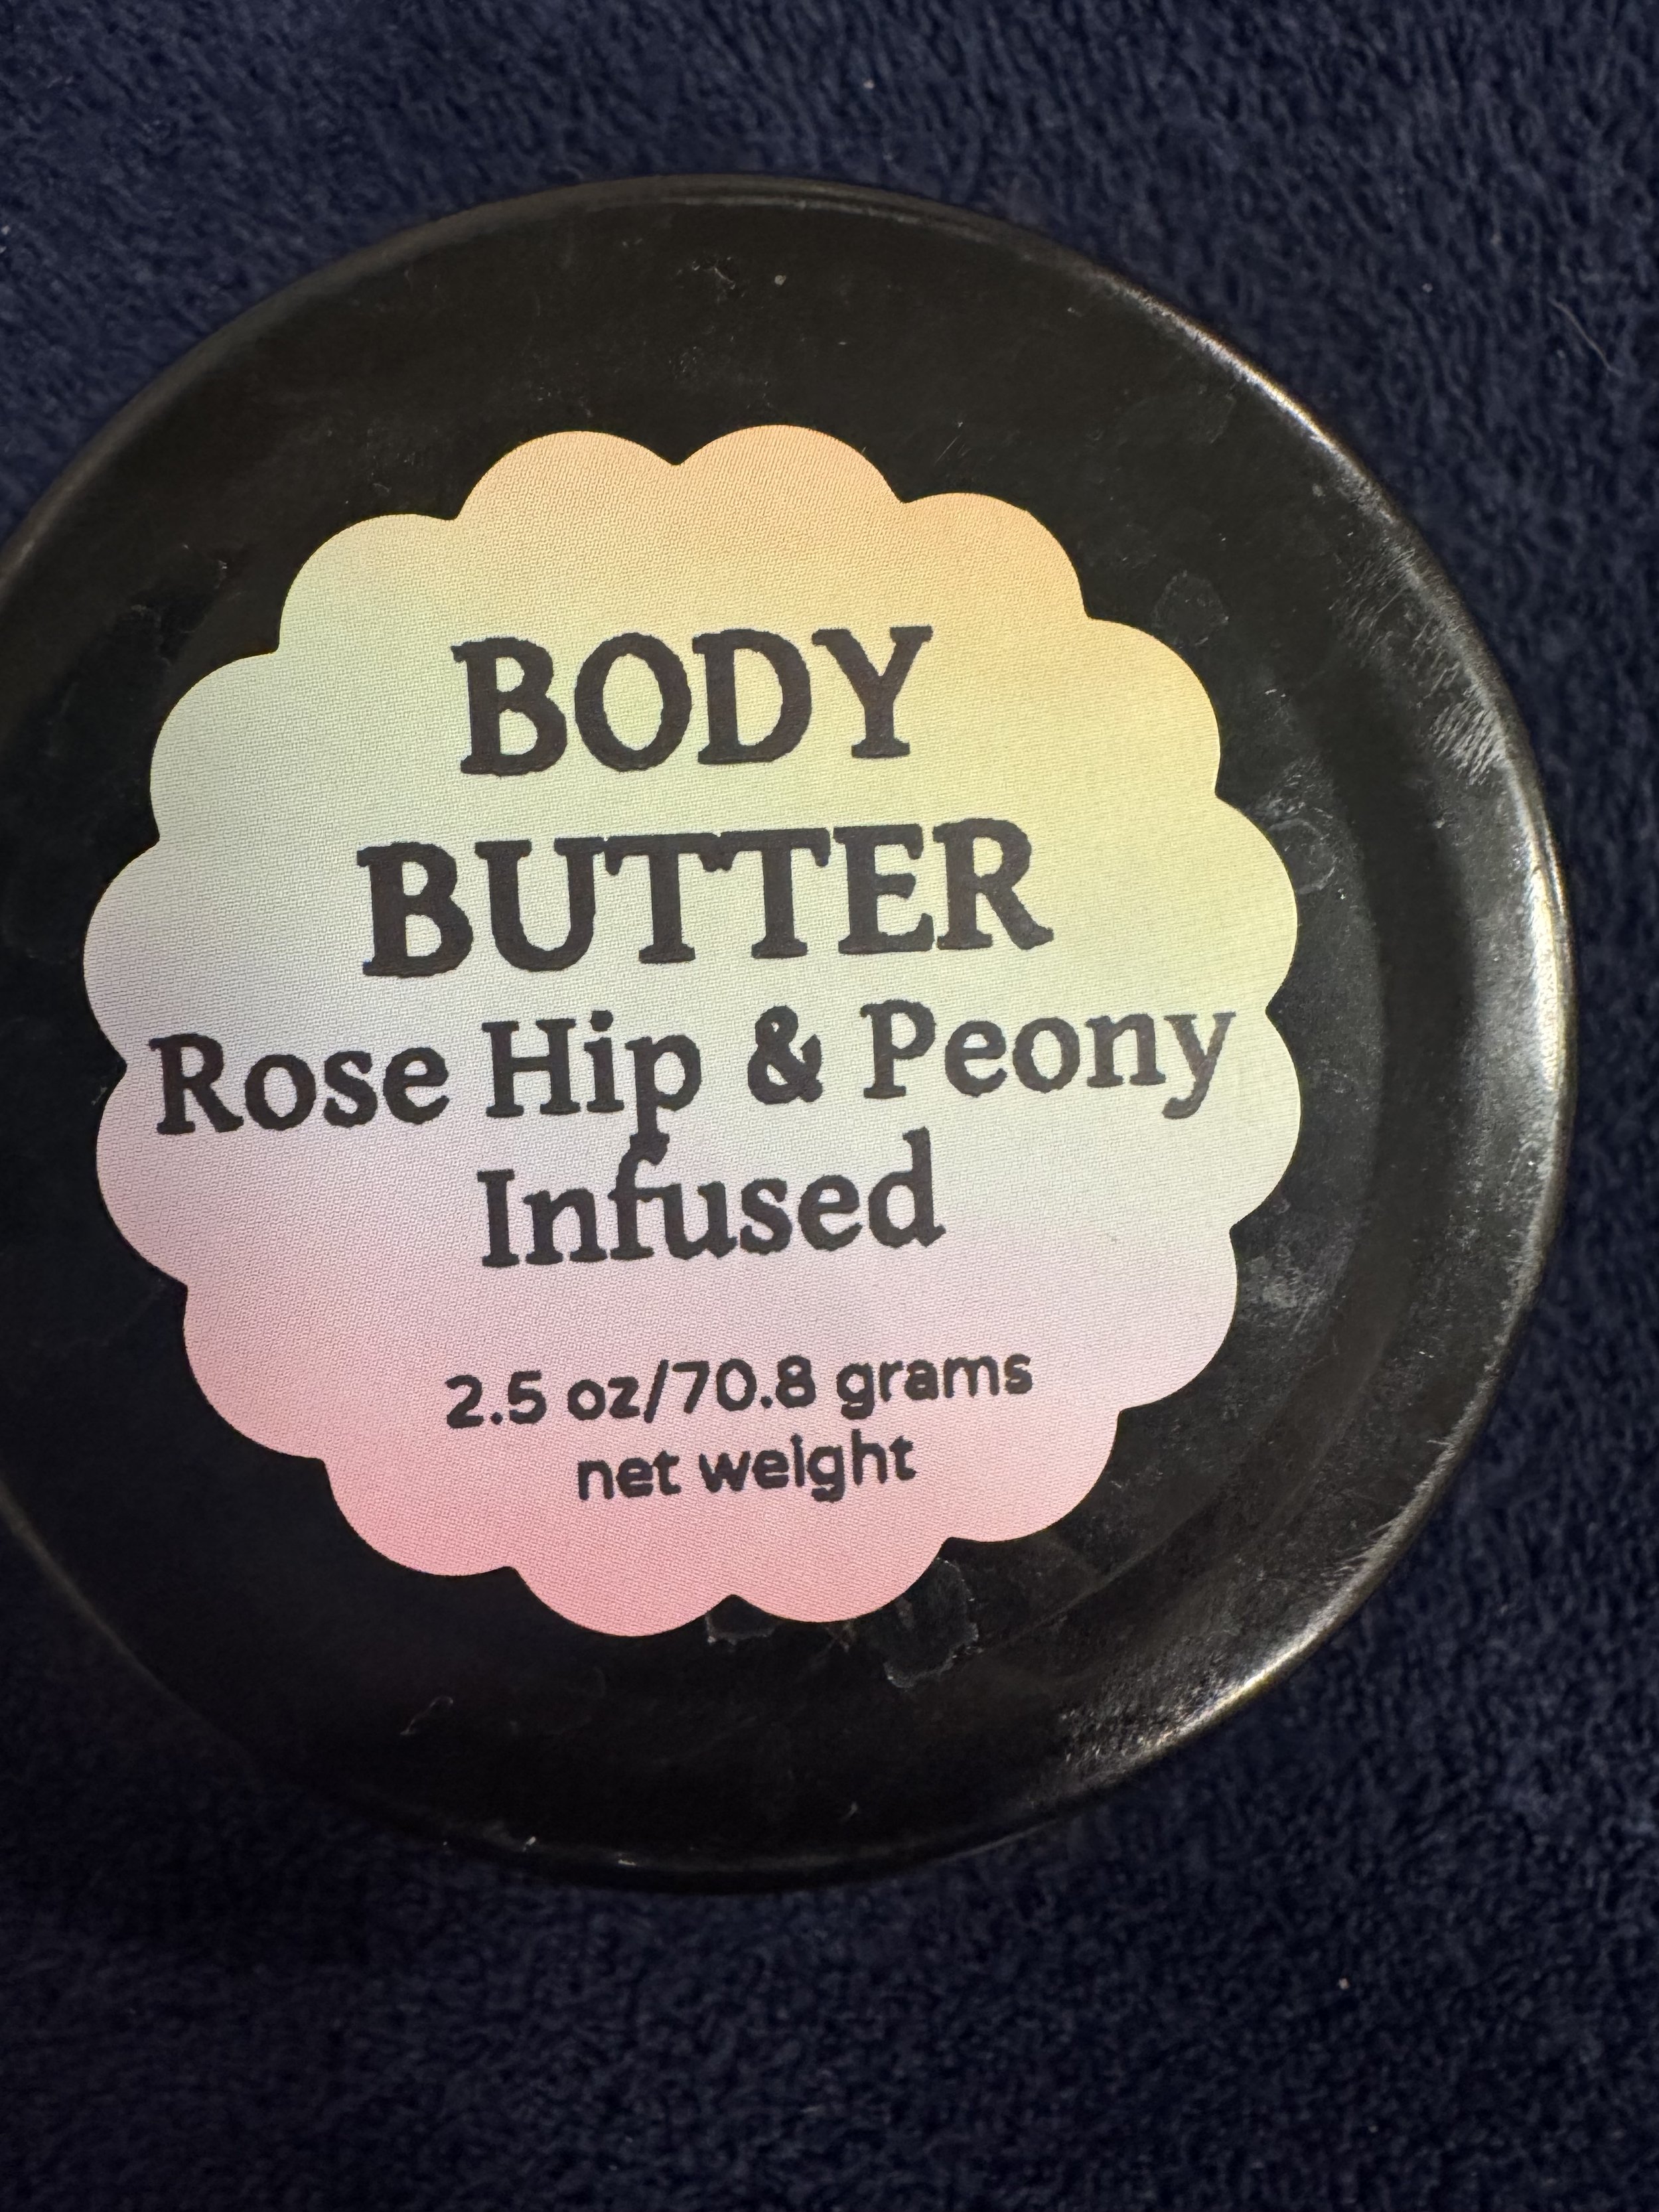 BODY
BUTTER
Rose Hip & Peony
Infused
2.5 oz/70.8 grams
net weight